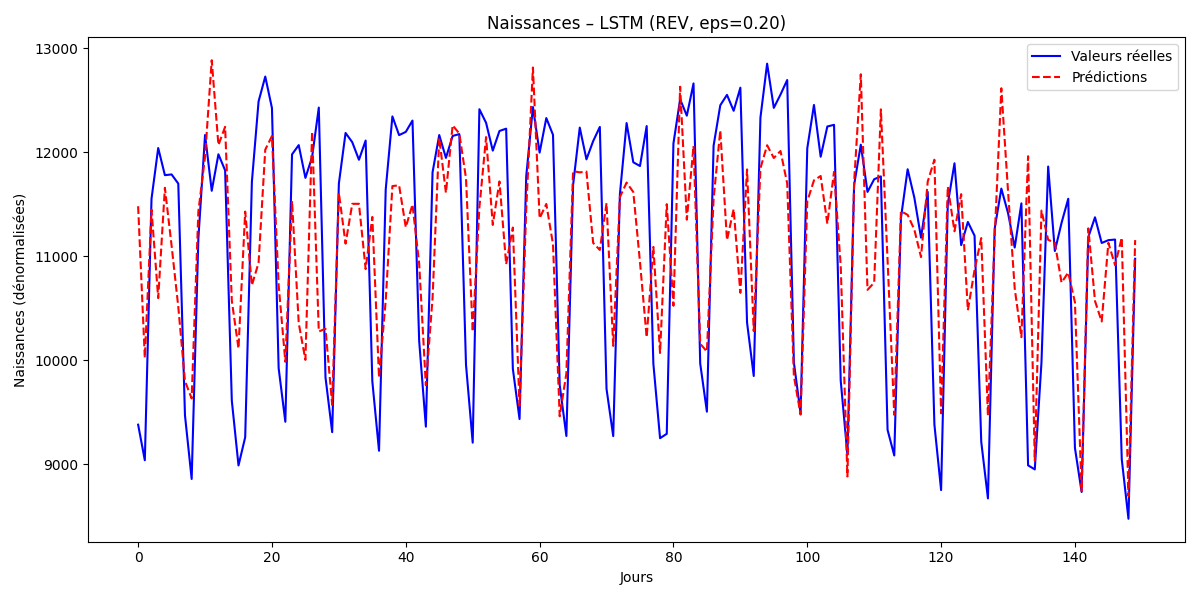 Naissances – LSTM (REV, eps=0.20)
13000
12000
11000
10000
9000
Naissances (dénormalisées)
Valeurs réelles
Prédictions
0 20 40 60 80 100 120 140
Jours